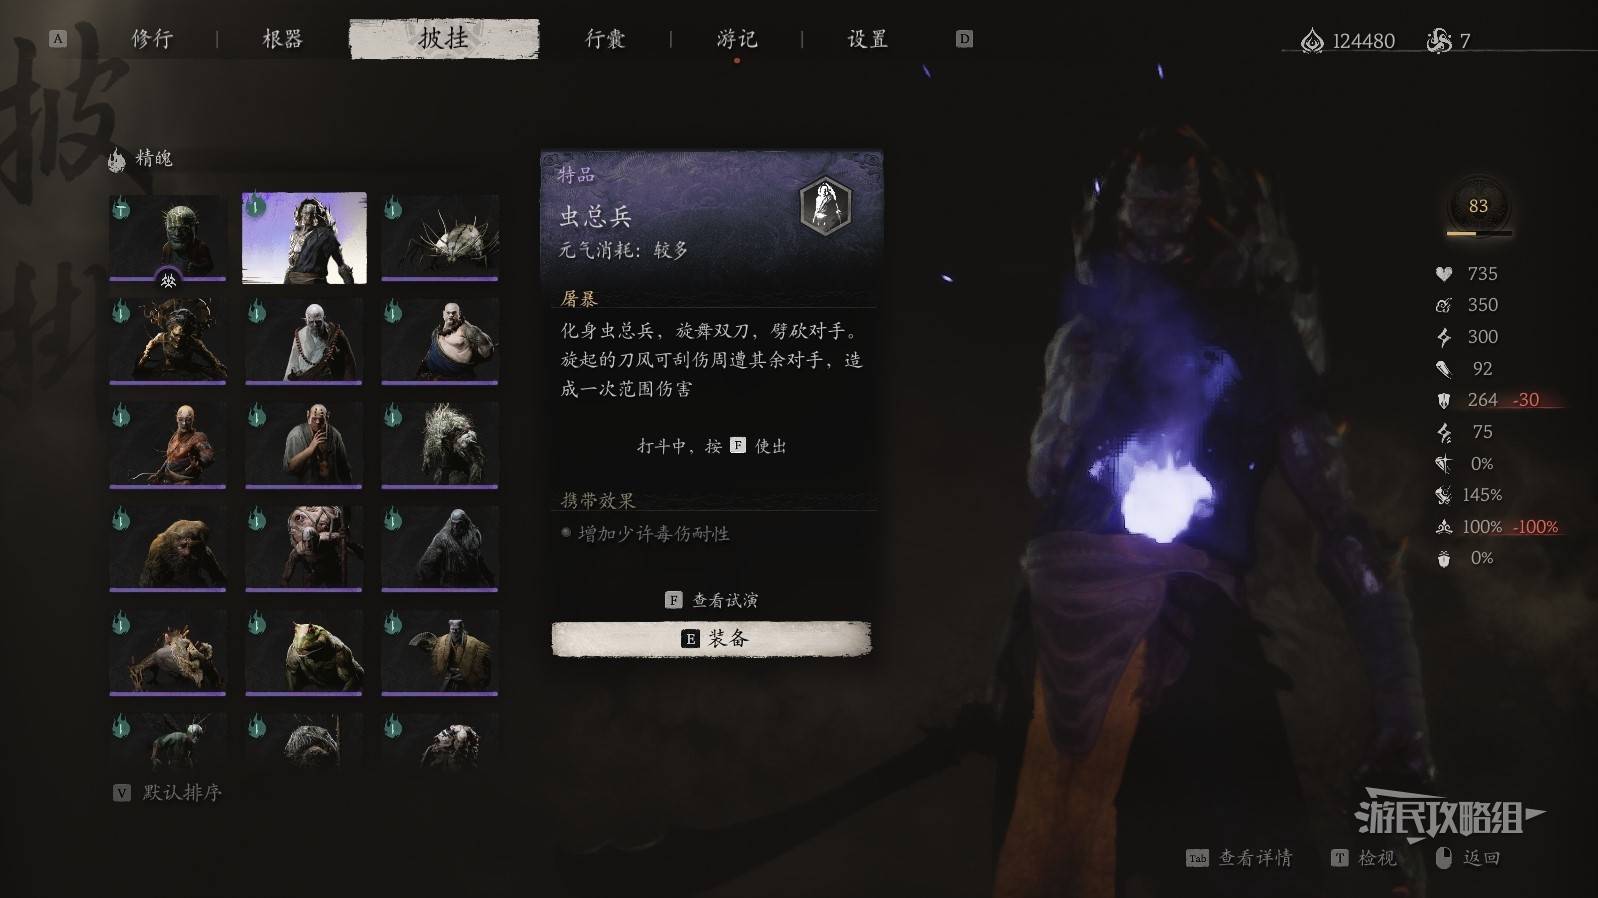 A 修行 | 根器 披挂 行囊 | 游记 | 设置 D
124480 7
披挂
精魄
特品
虫总兵
元气消耗：较多
屠暴
化身虫总兵，旋舞双刀，劈砍对手。
旋起的刀风可刮伤周遭其余对手，造
成一次范围伤害
打斗中，按 F 使出
携带效果
增加少许毒伤耐性
F 查看试演
E 装备
V 默认排序
83
735
350
300
92
264 -30
75
0%
145%
100% -100%
0%
游民攻略组
Tab 查看详情 T 检视 返回